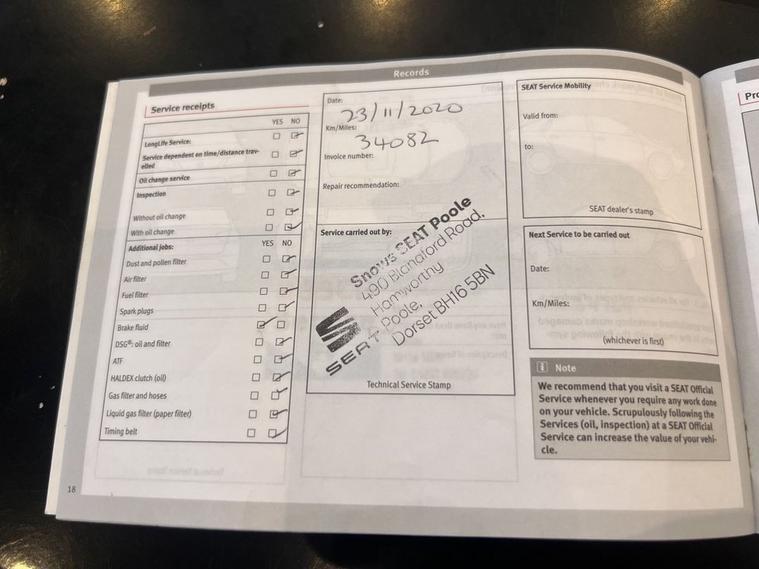 Records
Service receipts
YES NO
LongLife Service:
Service dependent on time/distance trav-
elled
Oil change service
Inspection
Without oil change
With oil change
Additional jobs: YES NO
Dust and pollen filter
Air filter
Fuel filter
Spark plugs
Brake fluid
DSG®: oil and filter
ATF
HALDEX clutch (oil)
Gas filter and hoses
Liquid gas filter (paper filter)
Timing belt
18
Date:
23/11/2020
Km/Miles:
34082
Invoice number:
Repair recommendation:
Service carried out by:
Snows SEAT Poole
490 Blandford Road,
Hamworthy
Poole,
Dorset BH16 5BN
SEAT
Technical Service Stamp
SEAT Service Mobility
Valid from:
to:
SEAT dealer's stamp
Next Service to be carried out
Date:
Km/Miles:
(whichever is first)
Note
We recommend that you visit a SEAT Official
Service whenever you require any work done
on your vehicle. Scrupulously following the
Services (oil, inspection) at a SEAT Official
Service can increase the value of your vehi-
cle.
Pro